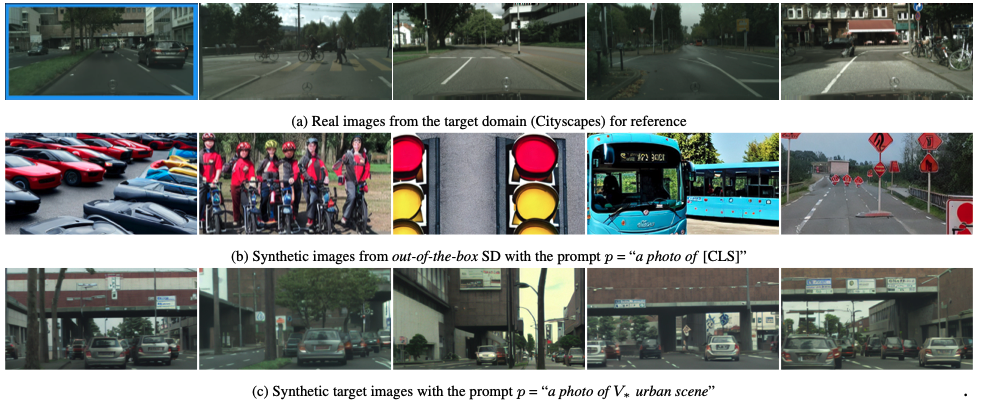 (a) Real images from the target domain (Cityscapes) for reference
(b) Synthetic images from out-of-the-box SD with the prompt p = “a photo of [CLS]”
(c) Synthetic target images with the prompt p = “a photo of V* urban scene”
.